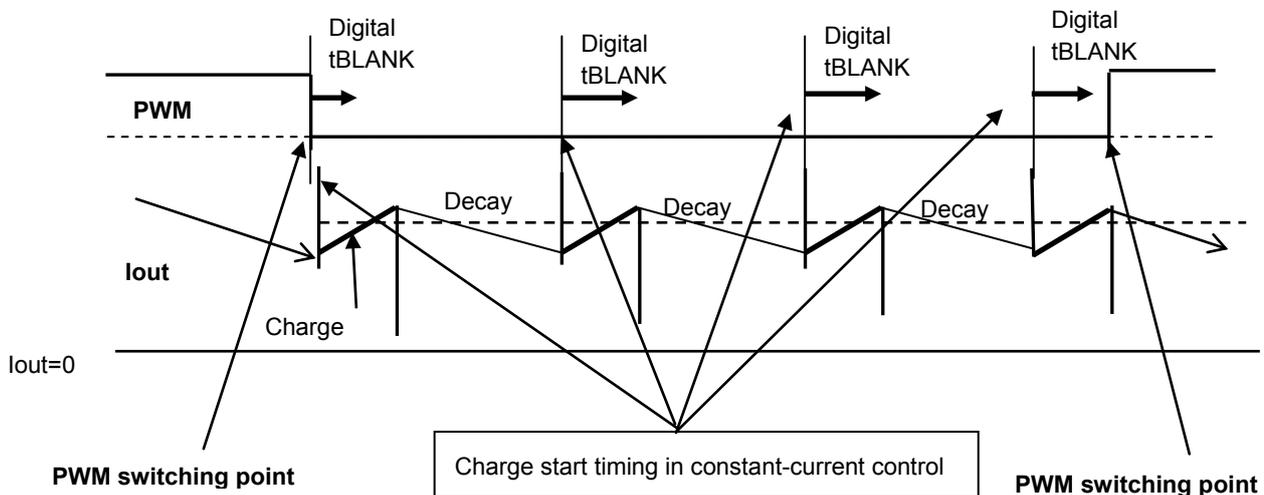 Digital
tBLANK
Digital
tBLANK
Digital
tBLANK
Digital
tBLANK
PWM
Decay
Decay
Decay
Iout
Charge
Iout=0
Charge start timing in constant-current control
PWM switching point
PWM switching point